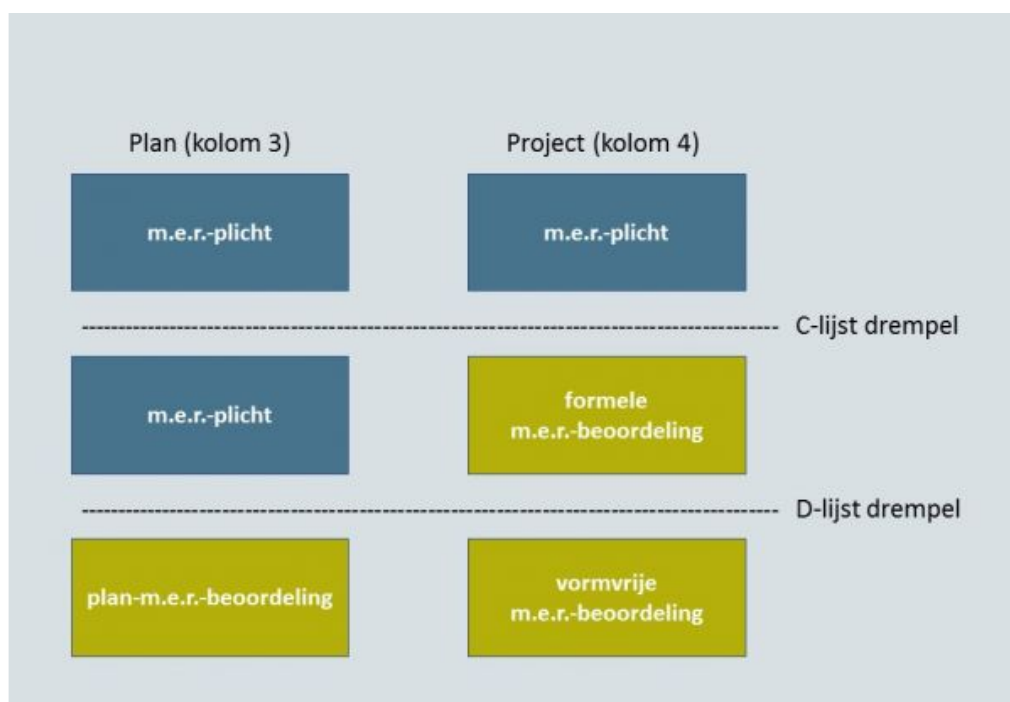 Plan (kolom 3)
Project (kolom 4)
m.e.r.-plicht
m.e.r.-plicht
C-lijst drempel
m.e.r.-plicht
formele
m.e.r.-beoordeling
D-lijst drempel
plan-m.e.r.-beoordeling
vormvrije
m.e.r.-beoordeling